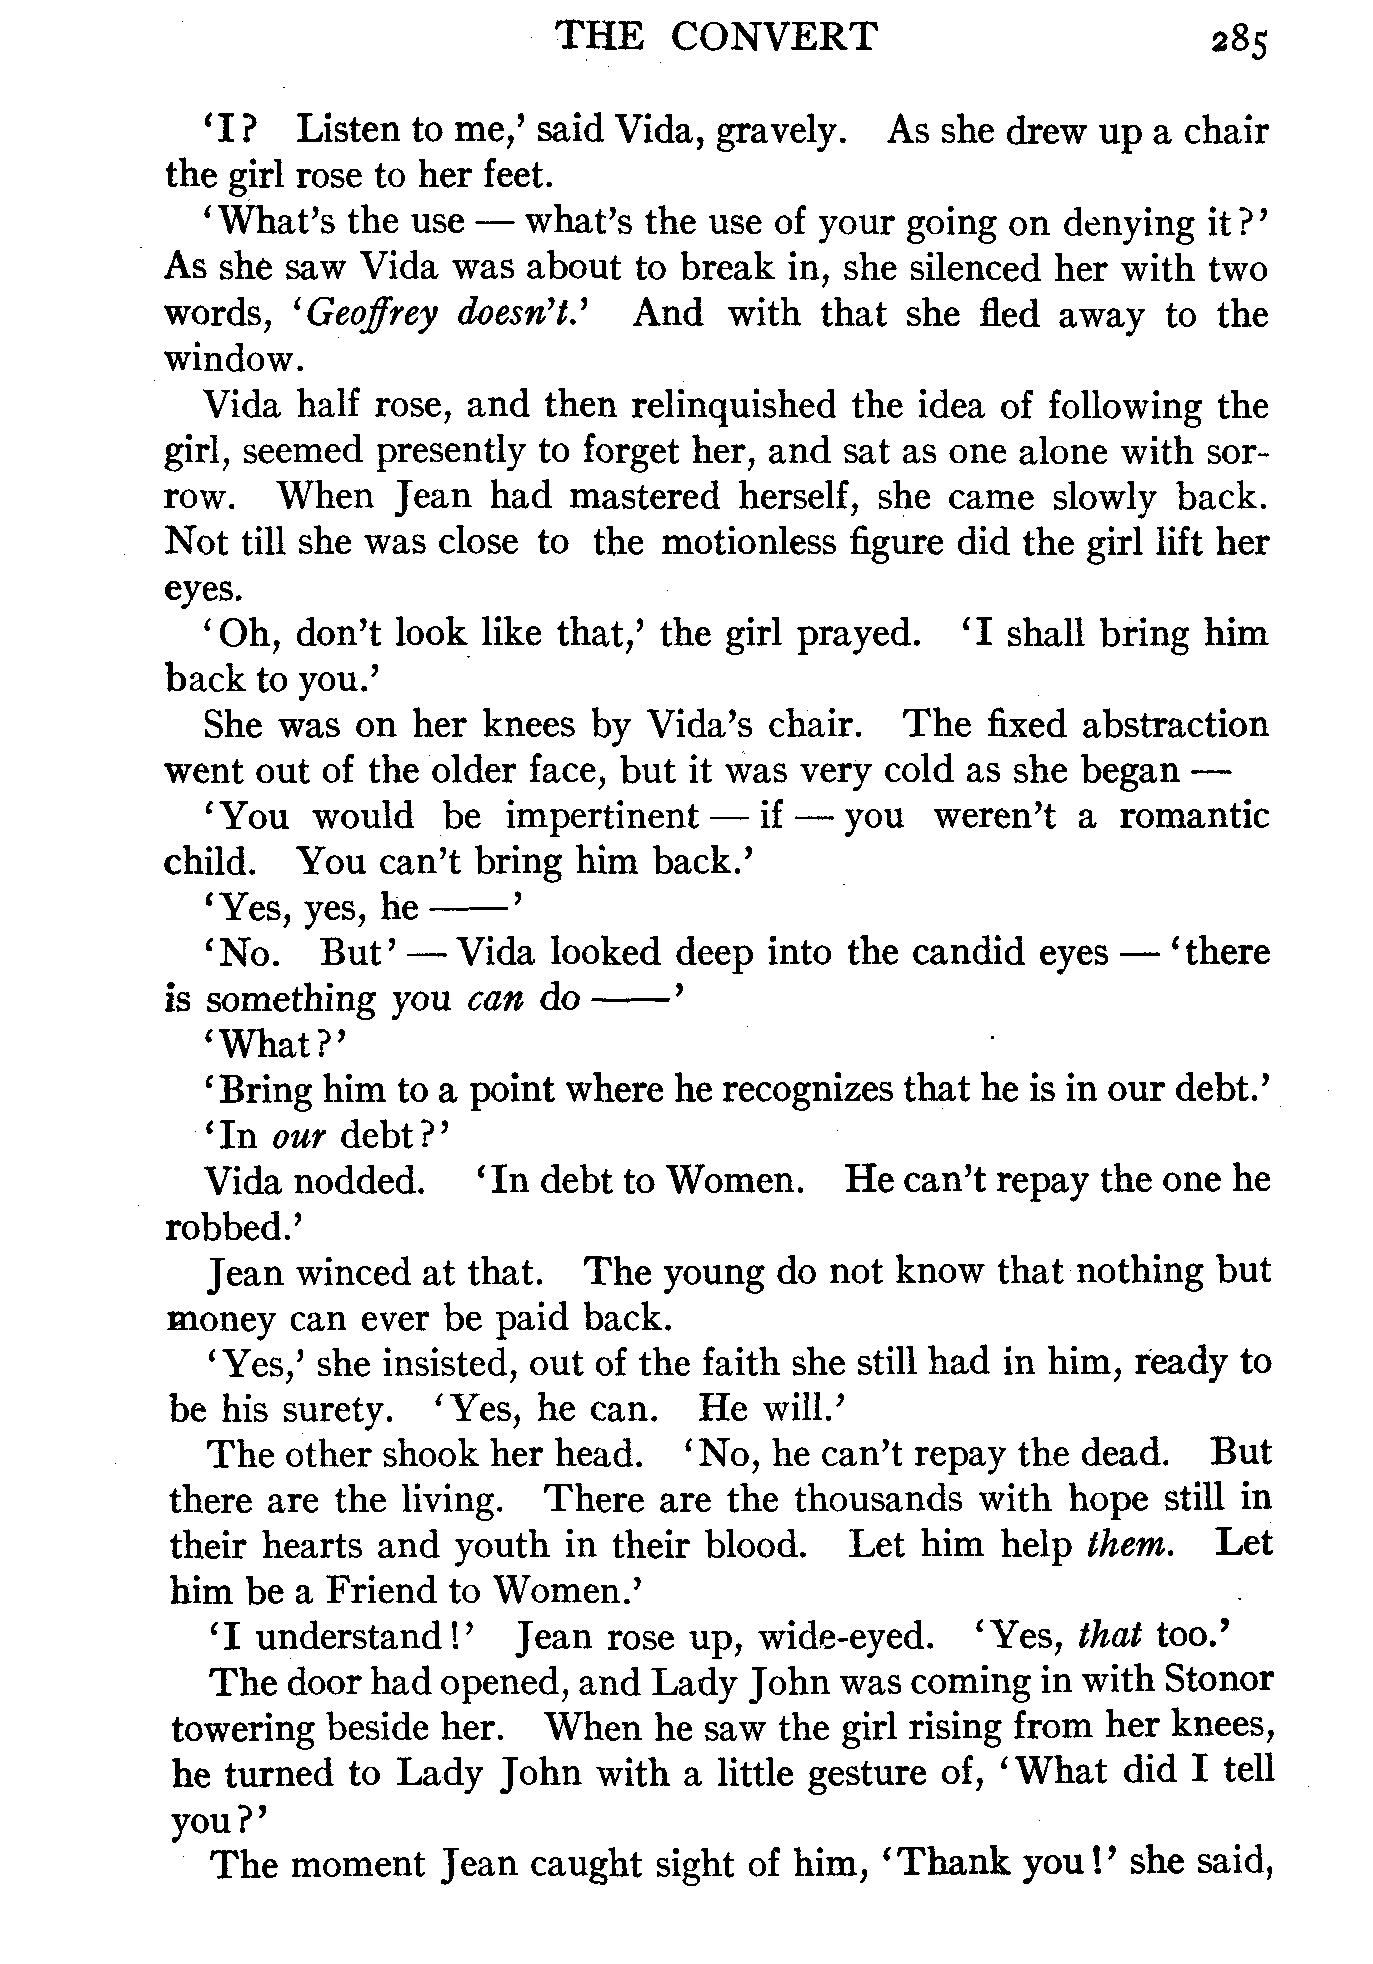 THE CONVERT 285
‘I? Listen to me,’ said Vida, gravely. As she drew up a chair
the girl rose to her feet.
‘What’s the use — what’s the use of your going on denying it?’
As she saw Vida was about to break in, she silenced her with two
words, ‘Geoffrey doesn’t.’ And with that she fled away to the
window.
Vida half rose, and then relinquished the idea of following the
girl, seemed presently to forget her, and sat as one alone with sor-
row. When Jean had mastered herself, she came slowly back.
Not till she was close to the motionless figure did the girl lift her
eyes.
‘Oh, don’t look like that,’ the girl prayed. ‘I shall bring him
back to you.’
She was on her knees by Vida’s chair. The fixed abstraction
went out of the older face, but it was very cold as she began —
‘You would be impertinent — if — you weren’t a romantic
child. You can’t bring him back.’
‘Yes, yes, he ——’
‘No. But’ — Vida looked deep into the candid eyes — ‘there
is something you can do ——’
‘What?’
‘Bring him to a point where he recognizes that he is in our debt.’
‘In our debt?’
Vida nodded. ‘In debt to Women. He can’t repay the one he
robbed.’
Jean winced at that. The young do not know that nothing but
money can ever be paid back.
‘Yes,’ she insisted, out of the faith she still had in him, ready to
be his surety. ‘Yes, he can. He will.’
The other shook her head. ‘No, he can’t repay the dead. But
there are the living. There are the thousands with hope still in
their hearts and youth in their blood. Let him help them. Let
him be a Friend to Women.’
‘I understand!’ Jean rose up, wide-eyed. ‘Yes, that too.’
The door had opened, and Lady John was coming in with Stonor
towering beside her. When he saw the girl rising from her knees,
he turned to Lady John with a little gesture of, ‘What did I tell
you?’
The moment Jean caught sight of him, ‘Thank you!’ she said,